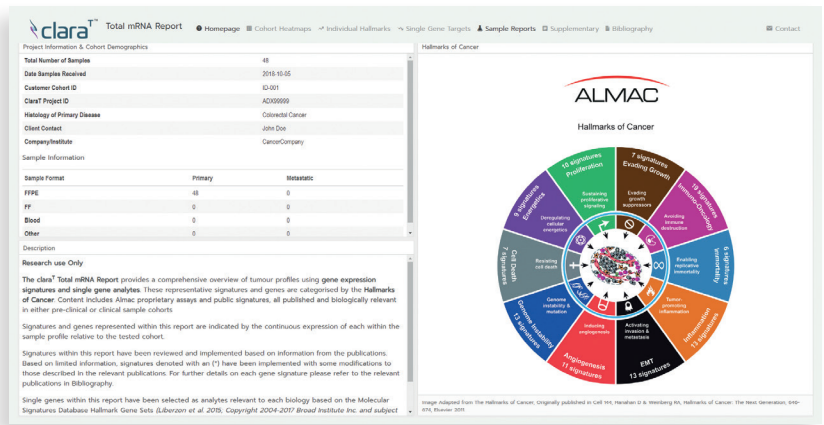 claraT™ Total mRNA Report
Homepage
Cohort Heatmaps
Individual Hallmarks
Single Gene Targets
Sample Reports
Supplementary
Bibliography
Contact
Project Information & Cohort Demographics
Total Number of Samples 48
Date Samples Received 2018-10-05
Customer Cohort ID ID-001
ClaraT Project ID ADX99999
Histology of Primary Disease Colorectal Cancer
Client Contact John Doe
Company/Institute CancerCompany
Sample Information
Sample Format Primary Metastatic
FFPE 48 0
FF 0 0
Blood 0 0
Other 0 0
Description
Research use Only
The claraT Total mRNA Report provides a comprehensive overview of tumour profiles using gene expression
signatures and single gene analytes. These representative signatures and genes are categorised by the Hallmarks
of Cancer. Content includes Almac proprietary assays and public signatures, all published and biologically relevant
in either pre-clinical or clinical sample cohorts
Signatures and genes represented within this report are indicated by the continuous expression of each within the
sample profile relative to the tested cohort.
Signatures within this report have been reviewed and implemented based on information from the publications.
Based on limited information, signatures denoted with an (*) have been implemented with some modifications to
those described in the relevant publications. For further details on each gene signature please refer to the relevant
publications in Bibliography.
Single genes within this report have been selected as analytes relevant to each biology based on the Molecular
Signatures Database Hallmark Gene Sets (Liberzon et al. 2015, Copyright 2004-2017 Broad Institute Inc. and subject
Hallmarks of Cancer
ALMAC
Hallmarks of Cancer
7 signatures
Evading Growth
Evading
growth
suppressors
19 signatures
Immuno-Oncology
Avoiding
immune
destruction
6 signatures
Immortality
Enabling
replicative
immortality
Inflammation
13 signatures
Tumor-
promoting
inflammation
EMT
13 signatures
Activating
invasion &
metastasis
Angiogenesis
11 signatures
Inducing
angiogenesis
Genome Instability
13 signatures
Genome
instability &
mutation
Cell Death
7 signatures
Resisting
cell death
9 signatures
Energetics
Deregulating
cellular
energetics
10 signatures
Proliferation
Sustaining
proliferative
signaling
Image Adapted from The Hallmarks of Cancer, Originally published in Cell 144, Hanahan D & Weinberg RA, Hallmarks of Cancer: The Next Generation, 646-
674, Elsevier 2011